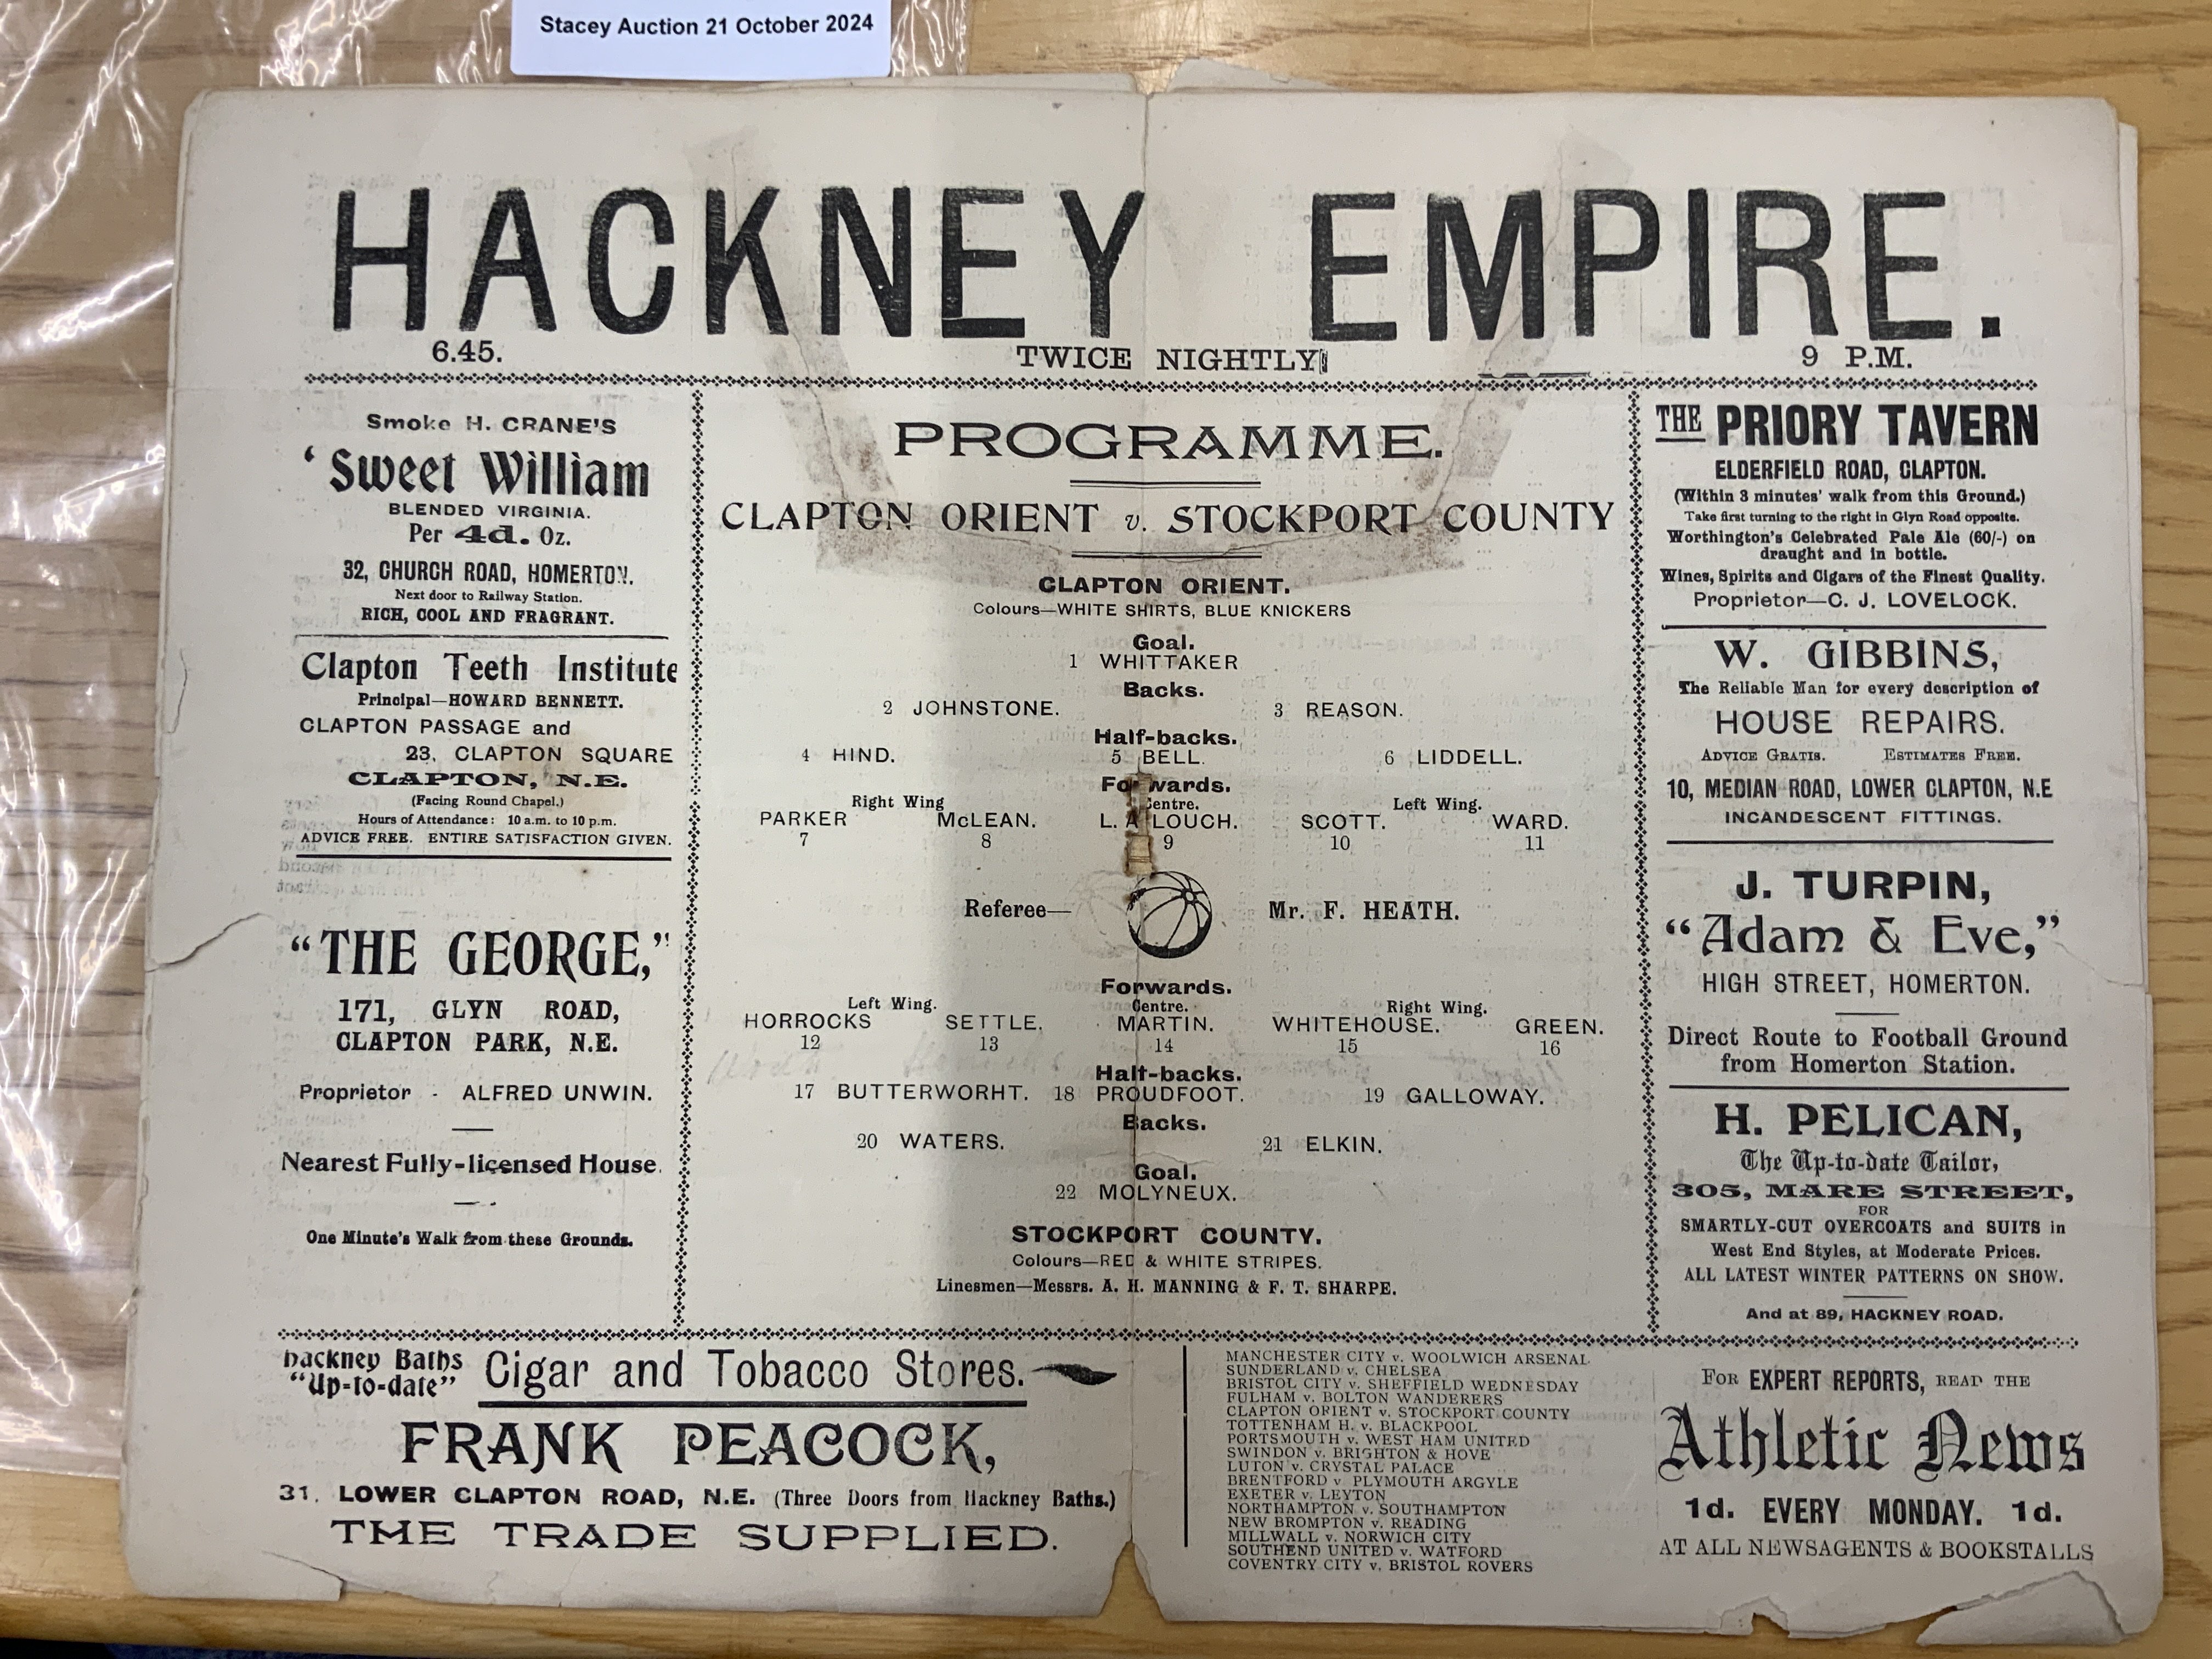 Stacey Auction 21 October 2024
HACKNEY EMPIRE.
6.45. TWICE NIGHTLY 9 P.M.
Smoke H. CRANE'S
'Sweet William
BLENDED VIRGINIA.
Per 4d. Oz.
32, CHURCH ROAD, HOMERTON.
Next door to Railway Station.
RICH, COOL AND FRAGRANT.
Clapton Teeth Institute
Principal—HOWARD BENNETT.
CLAPTON PASSAGE and
23, CLAPTON SQUARE
CLAPTON, N.E.
(Facing Round Chapel.)
Hours of Attendance: 10 a.m. to 10 p.m.
ADVICE FREE. ENTIRE SATISFACTION GIVEN.
"THE GEORGE,"
171, GLYN ROAD,
CLAPTON PARK, N.E.
Proprietor - ALFRED UNWIN.
Nearest Fully-licensed House.
One Minute's Walk from these Grounds.
PROGRAMME.
CLAPTON ORIENT v. STOCKPORT COUNTY
CLAPTON ORIENT.
Colours—WHITE SHIRTS, BLUE KNICKERS
Goal.
1 WHITTAKER
Backs.
2 JOHNSTONE. 3 REASON.
Half-backs.
4 HIND. 5 BELL. 6 LIDDELL.
Forwards.
Right Wing Centre. Left Wing.
PARKER McLEAN. L. A LOUCH. SCOTT. WARD.
7 8 9 10 11
Referee— Mr. F. HEATH.
Forwards.
Left Wing. Centre. Right Wing.
HORROCKS SETTLE. MARTIN. WHITEHOUSE. GREEN.
12 13 14 15 16
Half-backs.
17 BUTTERWORHT. 18 PROUDFOOT. 19 GALLOWAY.
Backs.
20 WATERS. 21 ELKIN.
Goal.
22 MOLYNEUX.
STOCKPORT COUNTY.
Colours—RED & WHITE STRIPES.
Linesmen—Messrs. A. H. MANNING & F. T. SHARPE.
THE PRIORY TAVERN
ELDERFIELD ROAD, CLAPTON.
(Within 3 minutes' walk from this Ground.)
Take first turning to the right in Glyn Road opposite.
Worthington's Celebrated Pale Ale (60/-) on
draught and in bottle.
Wines, Spirits and Cigars of the Finest Quality.
Proprietor—C. J. LOVELOCK.
W. GIBBINS,
The Reliable Man for every description of
HOUSE REPAIRS.
ADVICE GRATIS. ESTIMATES FREE.
10, MEDIAN ROAD, LOWER CLAPTON, N.E
INCANDESCENT FITTINGS.
J. TURPIN,
"Adam & Eve,"
HIGH STREET, HOMERTON.
Direct Route to Football Ground
from Homerton Station.
H. PELICAN,
The Up-to-date Tailor,
305, MARE STREET,
FOR
SMARTLY-CUT OVERCOATS and SUITS in
West End Styles, at Moderate Prices.
ALL LATEST WINTER PATTERNS ON SHOW.
And at 89, HACKNEY ROAD.
Hackney Baths
"Up-to-date"
Cigar and Tobacco Stores.
FRANK PEACOCK,
31, LOWER CLAPTON ROAD, N.E. (Three Doors from Hackney Baths.)
THE TRADE SUPPLIED.
MANCHESTER CITY v. WOOLWICH ARSENAL
SUNDERLAND v. CHELSEA
BRISTOL CITY v. SHEFFIELD WEDNESDAY
FULHAM v. BOLTON WANDERERS
CLAPTON ORIENT v. STOCKPORT COUNTY
TOTTENHAM H. v. BLACKPOOL
PORTSMOUTH v. WEST HAM UNITED
SWINDON v. BRIGHTON & HOVE
LUTON v. CRYSTAL PALACE
BRENTFORD v. PLYMOUTH ARGYLE
EXETER v. LEYTON
NORTHAMPTON v. SOUTHAMPTON
NEW BROMPTON v. READING
MILLWALL v. NORWICH CITY
SOUTHEND UNITED v. WATFORD
COVENTRY CITY v. BRISTOL ROVERS
FOR EXPERT REPORTS, READ THE
Athletic News
1d. EVERY MONDAY. 1d.
AT ALL NEWSAGENTS & BOOKSTALLS